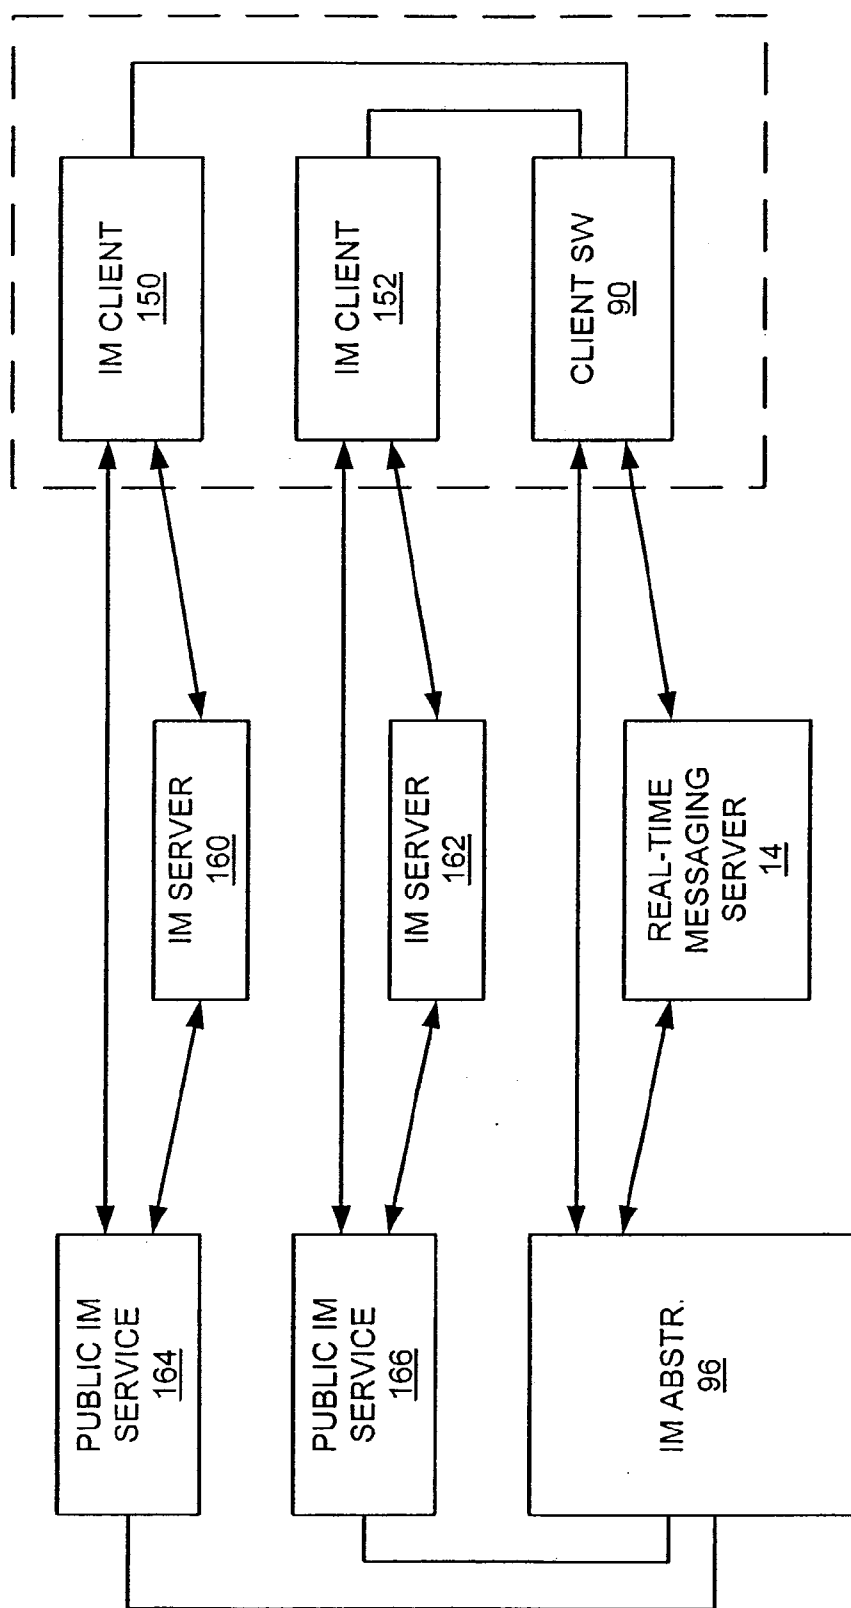 PUBLIC IM
SERVICE
164
IM SERVER
160
IM CLIENT
150
PUBLIC IM
SERVICE
166
IM SERVER
162
IM CLIENT
152
IM ABSTR.
96
REAL-TIME
MESSAGING
SERVER
14
CLIENT SW
90